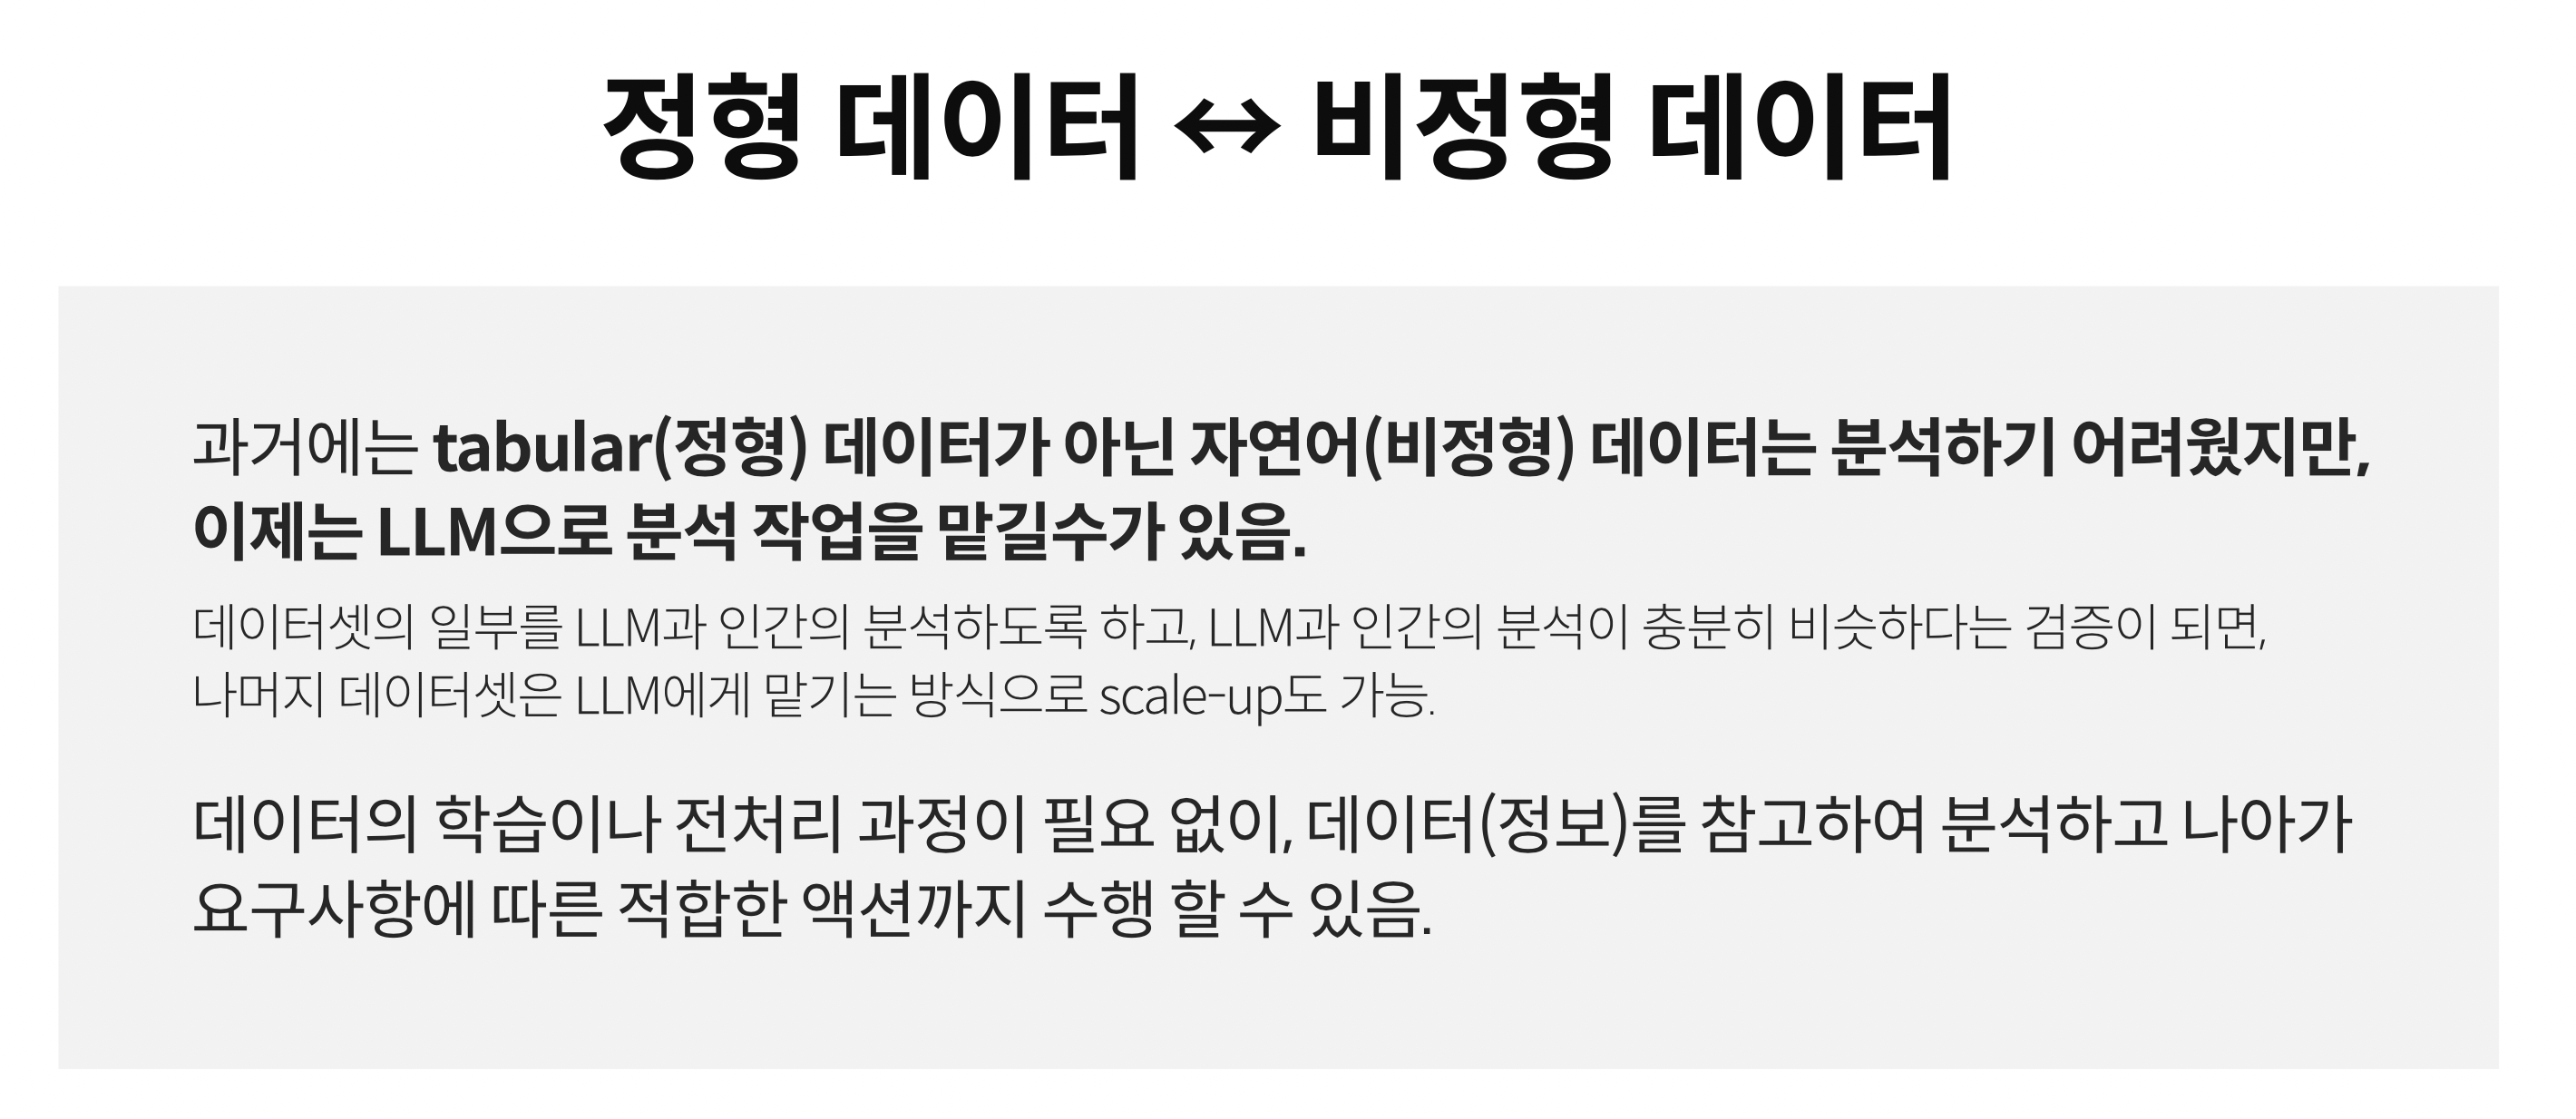 정형 데이터 ↔ 비정형 데이터
과거에는 tabular(정형) 데이터가 아닌 자연어(비정형) 데이터는 분석하기 어려웠지만,
이제는 LLM으로 분석 작업을 맡길수가 있음.
데이터셋의 일부를 LLM과 인간의 분석하도록 하고, LLM과 인간의 분석이 충분히 비슷하다는 검증이 되면,
나머지 데이터셋은 LLM에게 맡기는 방식으로 scale-up도 가능.
데이터의 학습이나 전처리 과정이 필요 없이, 데이터(정보)를 참고하여 분석하고 나아가
요구사항에 따른 적합한 액션까지 수행 할 수 있음.